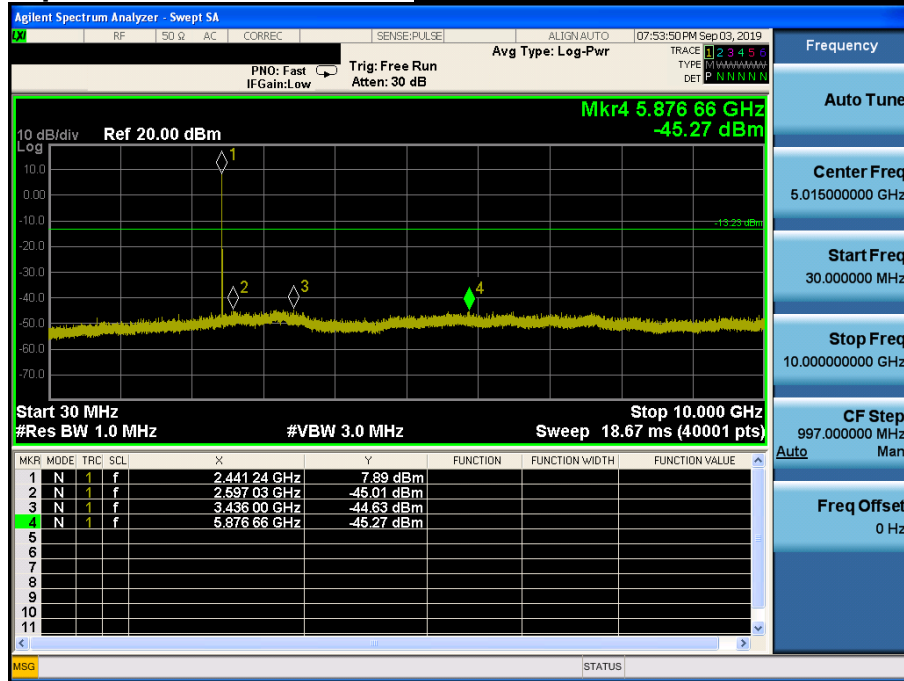 Agilent Spectrum Analyzer - Swept SA
LXI RF 50 Ω AC CORREC SENSE:PULSE ALIGN AUTO 07:53:50 PM Sep 03, 2019
Frequency
Avg Type: Log-Pwr TRACE 1 2 3 4 5 6
PNO: Fast Trig: Free Run TYPE M W W W W W
IFGain:Low Atten: 30 dB DET P N N N N N
Auto Tune
Mkr4 5.876 66 GHz
-45.27 dBm
10 dB/div Ref 20.00 dBm
Log
1
10.0
0.00
-10.0
-13.23 dBm
-20.0
-30.0
2 3 4
-40.0
-50.0
-60.0
-70.0
Center Freq
5.015000000 GHz
Start Freq
30.000000 MHz
Stop Freq
10.000000000 GHz
Start 30 MHz Stop 10.000 GHz
#Res BW 1.0 MHz #VBW 3.0 MHz Sweep 18.67 ms (40001 pts)
CF Step
997.000000 MHz
Auto Man
MKR MODE TRC SCL X Y FUNCTION FUNCTION WIDTH FUNCTION VALUE
1 N 1 f 2.441 24 GHz 7.89 dBm
2 N 1 f 2.597 03 GHz -45.01 dBm
3 N 1 f 3.436 00 GHz -44.63 dBm
4 N 1 f 5.876 66 GHz -45.27 dBm
5
6
7
8
9
10
11
Freq Offset
0 Hz
MSG STATUS